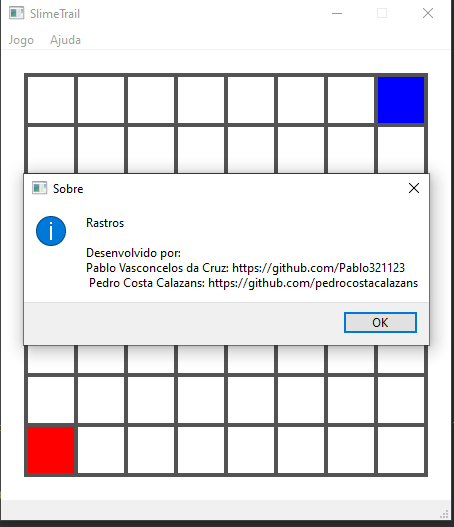 SlimeTrail
Jogo Ajuda
Sobre
Rastros
Desenvolvido por:
Pablo Vasconcelos da Cruz: https://github.com/Pablo321123
Pedro Costa Calazans: https://github.com/pedrocostacalazans
OK